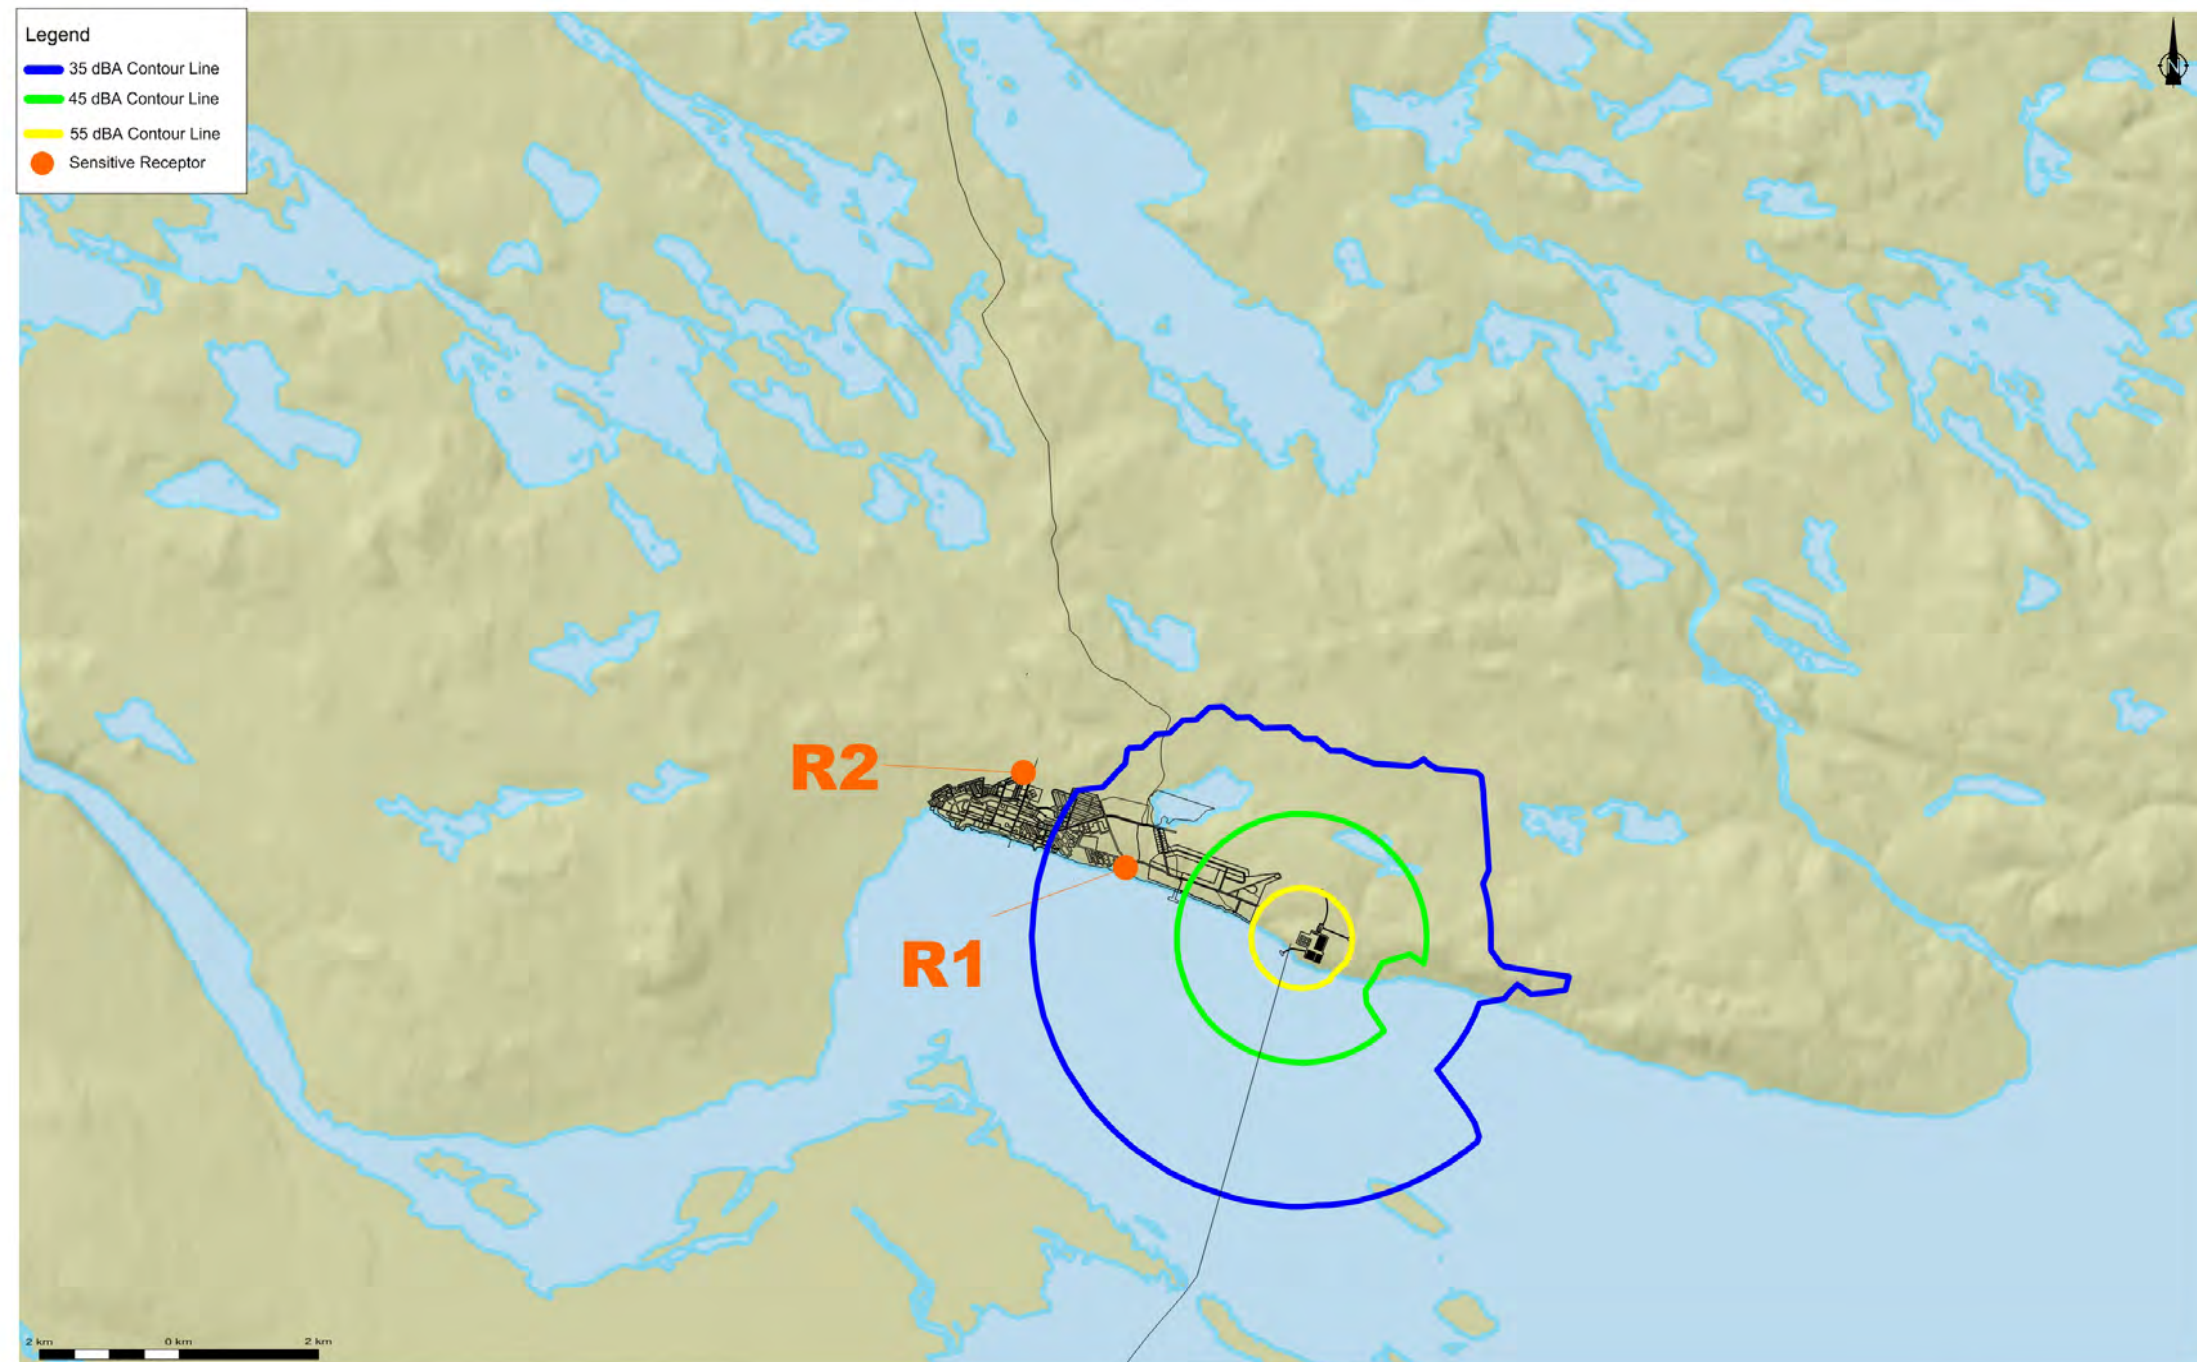 Legend
35 dBA Contour Line
45 dBA Contour Line
55 dBA Contour Line
Sensitive Receptor
N
R2
R1
2 km 0 km 2 km